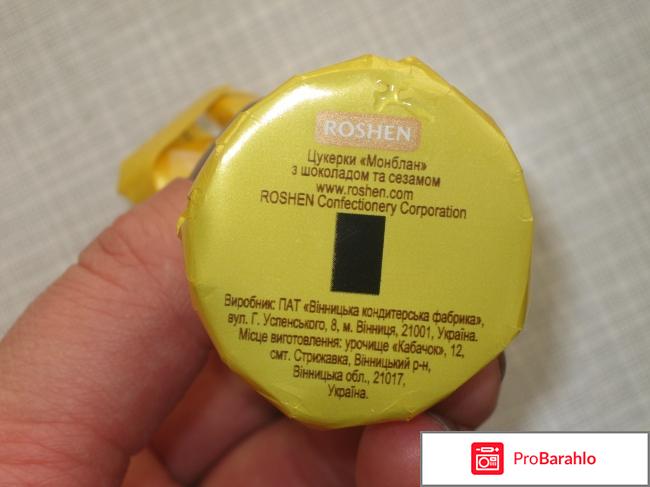 ROSHEN
Цукерки «Монблан»
з шоколадом та сезамом
www.roshen.com
ROSHEN Confectionery Corporation
Виробник: ПАТ «Вінницька кондитерська фабрика»,
вул. Г. Успенського, 8, м. Вінниця, 21001, Україна.
Місце виготовлення: урочище «Кабачок», 12,
смт. Стрижавка, Вінницький р-н,
Вінницька обл., 21017,
Україна.
ProBarahlo